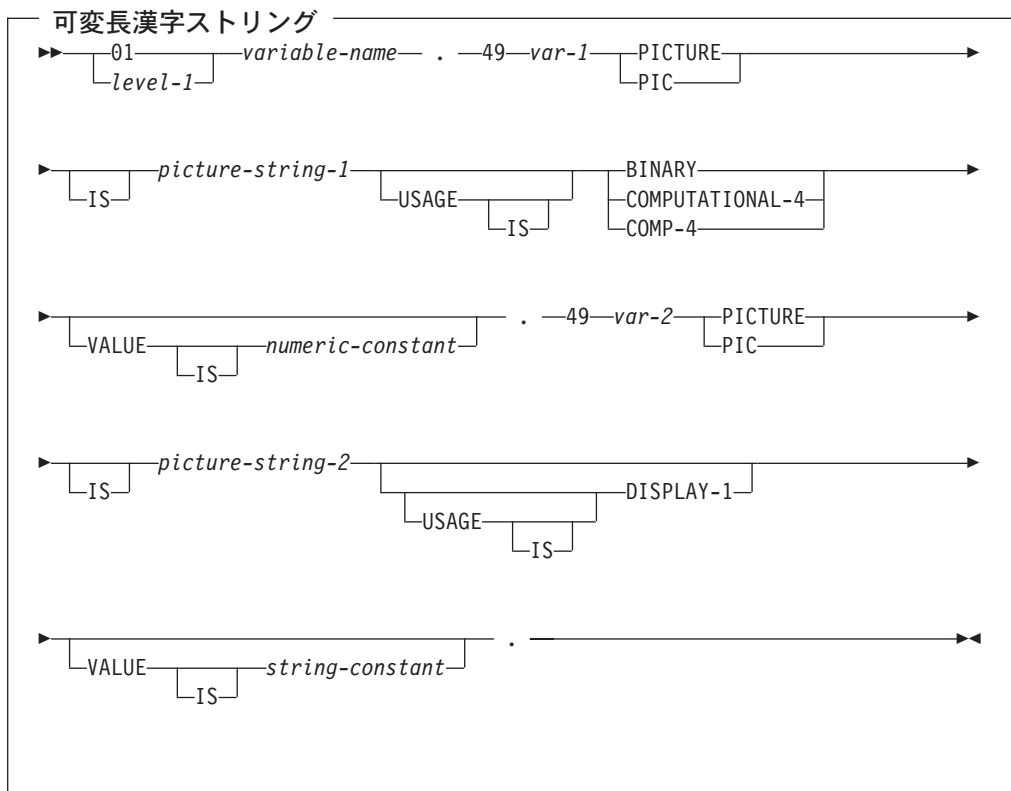 可変長漢字ストリング
01 variable-name . 49 var-1 PICTURE
level-1 PIC
picture-string-1 BINARY
IS USAGE COMPUTATIONAL-4
IS COMP-4
. 49 var-2 PICTURE
VALUE numeric-constant PIC
IS
picture-string-2
IS DISPLAY-1
USAGE
IS
.
VALUE string-constant
IS